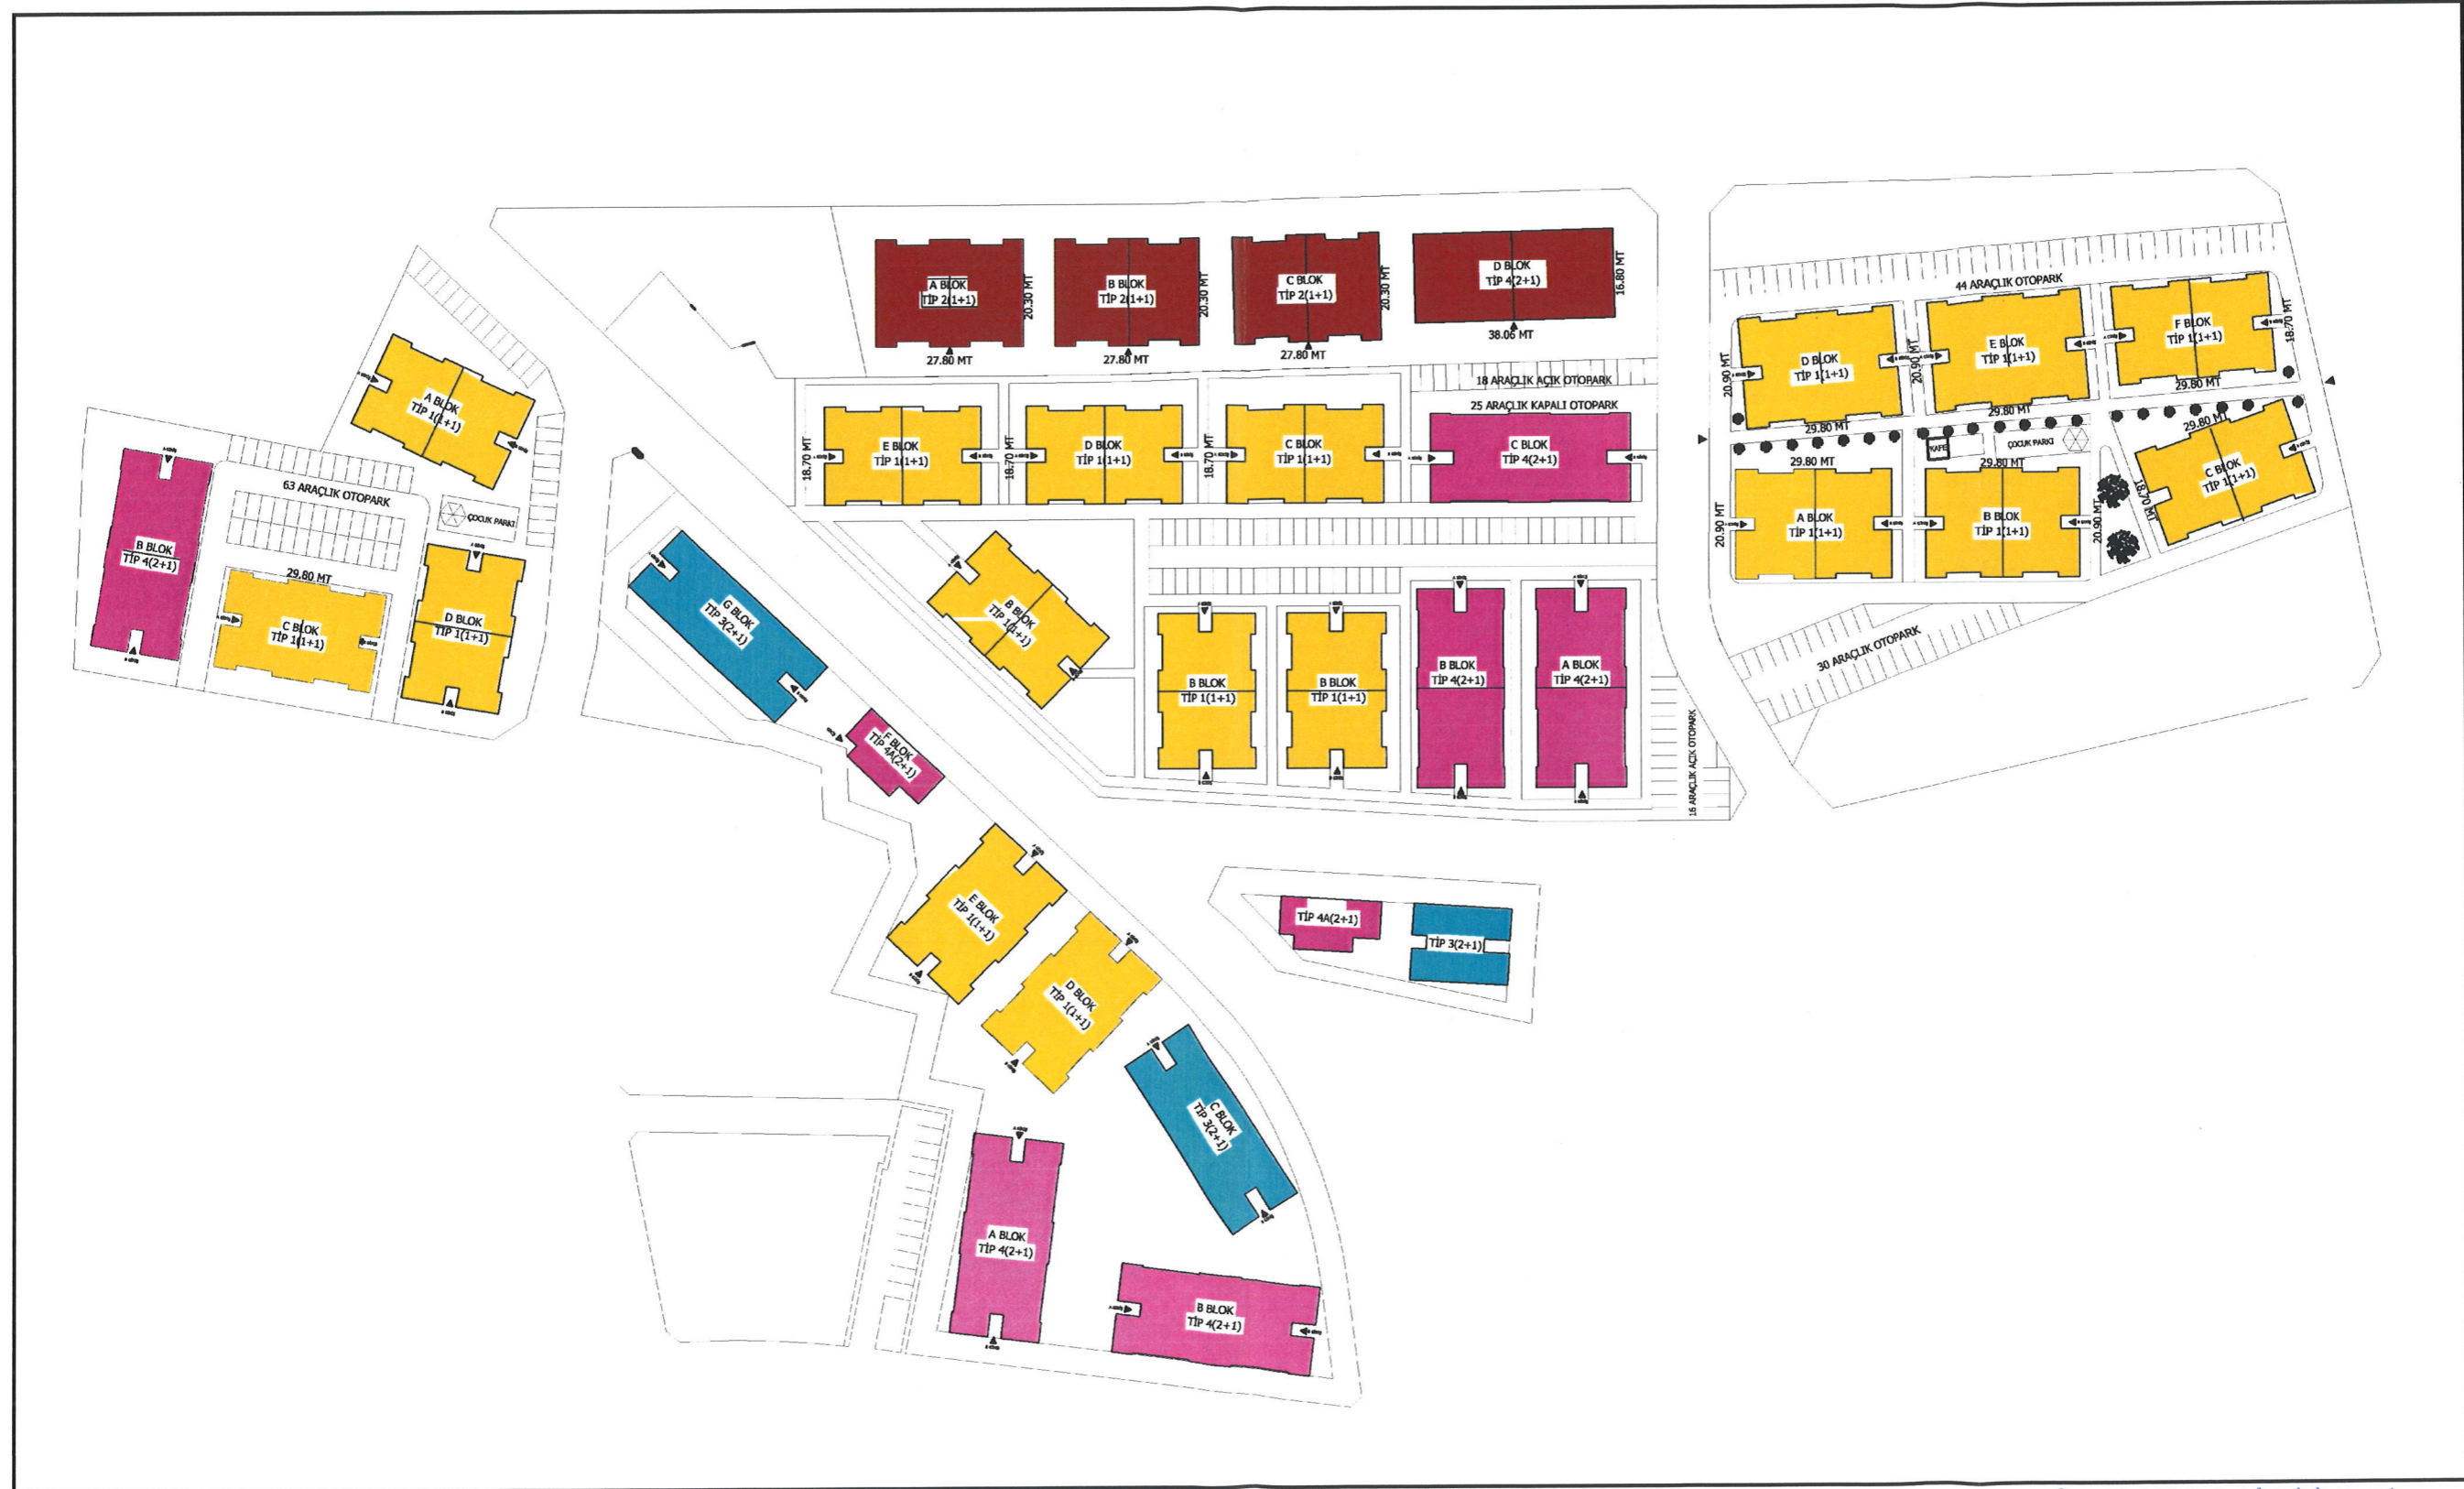 A BLOK
TİP 2(1+1)
20.30 MT
27.80 MT
B BLOK
TİP 2(1+1)
20.30 MT
27.80 MT
C BLOK
TİP 2(1+1)
20.30 MT
27.80 MT
D BLOK
TİP 4(2+1)
16.80 MT
38.06 MT
18 ARAÇLIK AÇIK OTOPARK
25 ARAÇLIK KAPALI OTOPARK
18.70 MT
E BLOK
TİP 1(1+1)
18.70 MT
D BLOK
TİP 1(1+1)
18.70 MT
C BLOK
TİP 1(1+1)
C BLOK
TİP 4(2+1)
44 ARAÇLIK OTOPARK
20.90 MT
D BLOK
TİP 1(1+1)
29.80 MT
20.90 MT
E BLOK
TİP 1(1+1)
29.80 MT
F BLOK
TİP 1(1+1)
18.70 MT
29.80 MT
KAFE
ÇOCUK PARKI
29.80 MT
20.90 MT
A BLOK
TİP 1(1+1)
29.80 MT
B BLOK
TİP 1(1+1)
20.90 MT
29.80 MT
18.70 MT
C BLOK
TİP 1(1+1)
30 ARAÇLIK OTOPARK
A BLOK
TİP 1(1+1)
63 ARAÇLIK OTOPARK
ÇOCUK PARKI
B BLOK
TİP 4(2+1)
29.80 MT
C BLOK
TİP 1(1+1)
D BLOK
TİP 1(1+1)
G BLOK
TİP 3(2+1)
B BLOK
TİP 1(1+1)
B BLOK
TİP 1(1+1)
B BLOK
TİP 1(1+1)
B BLOK
TİP 4(2+1)
A BLOK
TİP 4(2+1)
16 ARAÇLIK AÇIK OTOPARK
F BLOK
TİP 4A(2+1)
E BLOK
TİP 1(1+1)
D BLOK
TİP 1(1+1)
TİP 4A(2+1)
TİP 3(2+1)
C BLOK
TİP 3(2+1)
A BLOK
TİP 4(2+1)
B BLOK
TİP 4(2+1)